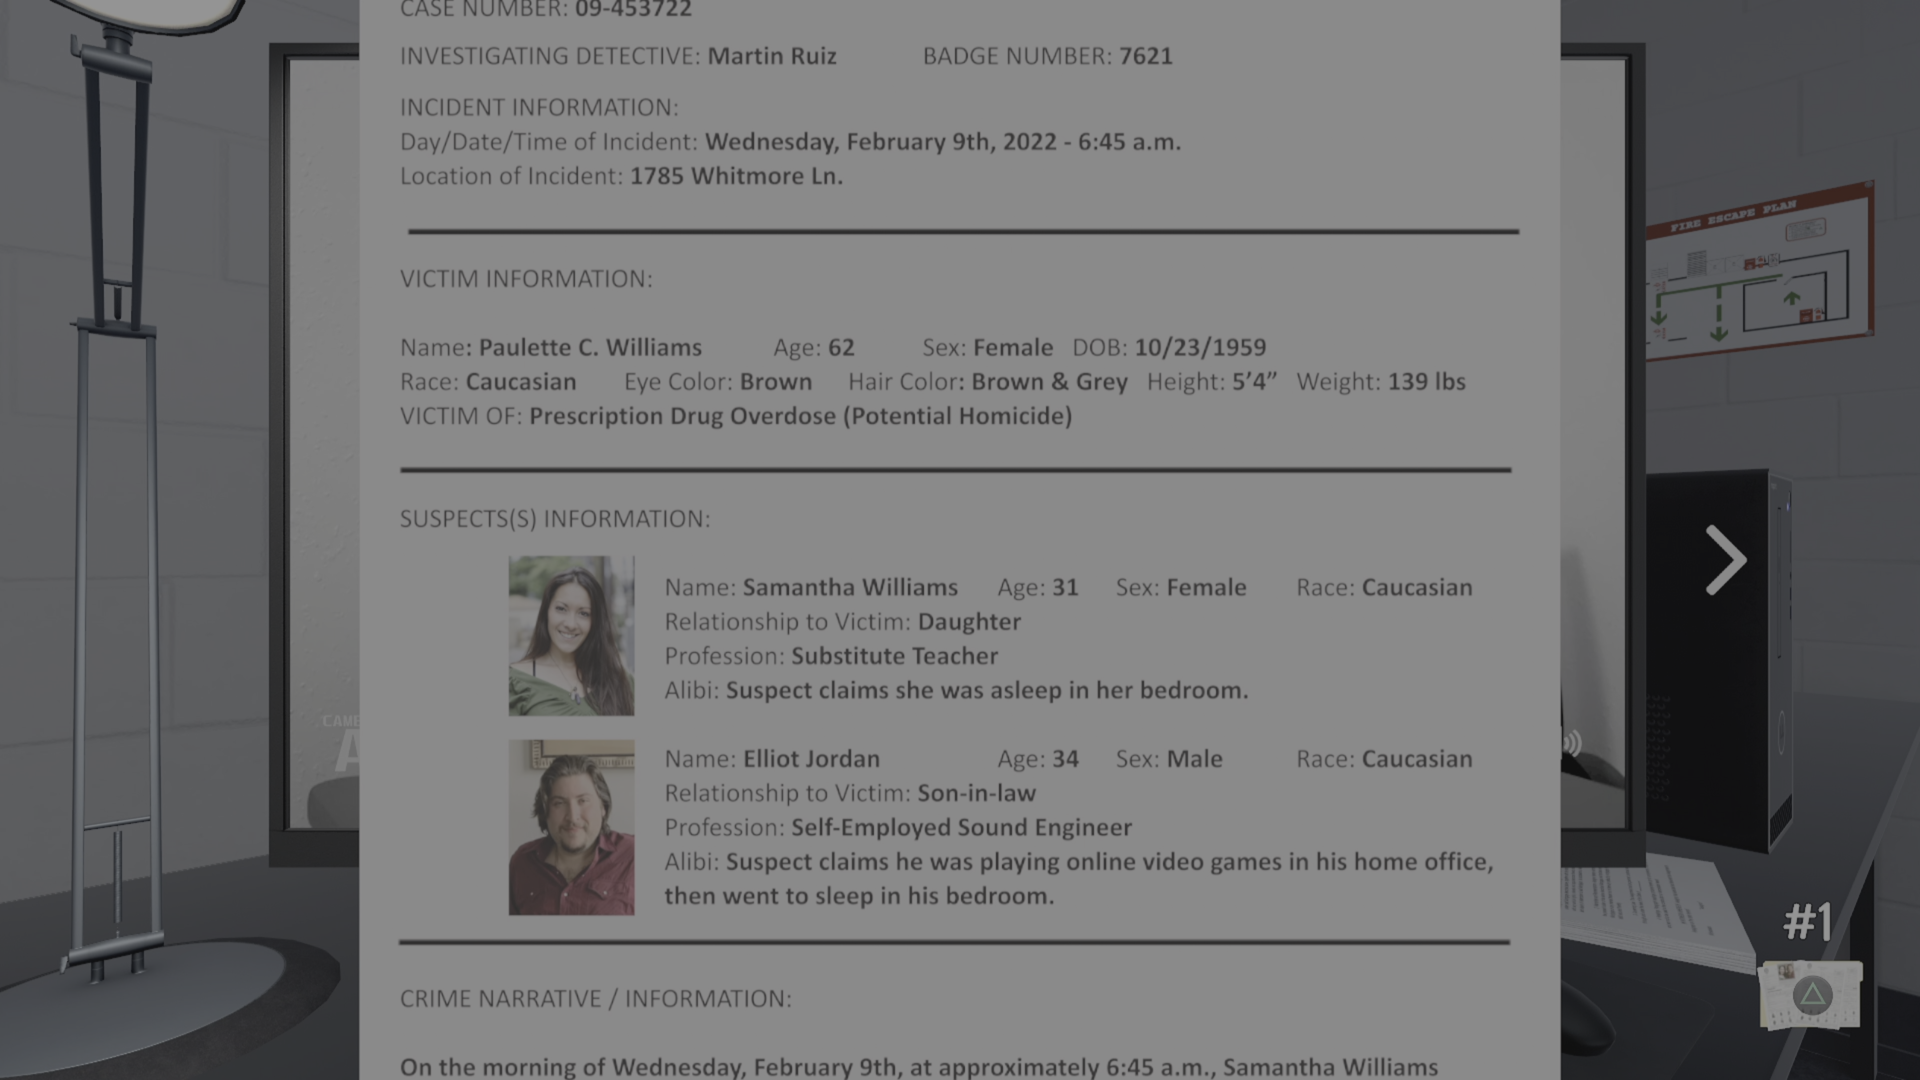 CASE NUMBER: 09-453722
INVESTIGATING DETECTIVE: Martin Ruiz BADGE NUMBER: 7621
INCIDENT INFORMATION:
Day/Date/Time of Incident: Wednesday, February 9th, 2022 - 6:45 a.m.
Location of Incident: 1785 Whitmore Ln.
FIRE ESCAPE PLAN
VICTIM INFORMATION:
Name: Paulette C. Williams Age: 62 Sex: Female DOB: 10/23/1959
Race: Caucasian Eye Color: Brown Hair Color: Brown & Grey Height: 5’4” Weight: 139 lbs
VICTIM OF: Prescription Drug Overdose (Potential Homicide)
SUSPECTS(S) INFORMATION:
Name: Samantha Williams Age: 31 Sex: Female Race: Caucasian
Relationship to Victim: Daughter
Profession: Substitute Teacher
Alibi: Suspect claims she was asleep in her bedroom.
Name: Elliot Jordan Age: 34 Sex: Male Race: Caucasian
Relationship to Victim: Son-in-law
Profession: Self-Employed Sound Engineer
Alibi: Suspect claims he was playing online video games in his home office,
then went to sleep in his bedroom.
CAME
A
#1
CRIME NARRATIVE / INFORMATION:
On the morning of Wednesday, February 9th, at approximately 6:45 a.m., Samantha Williams